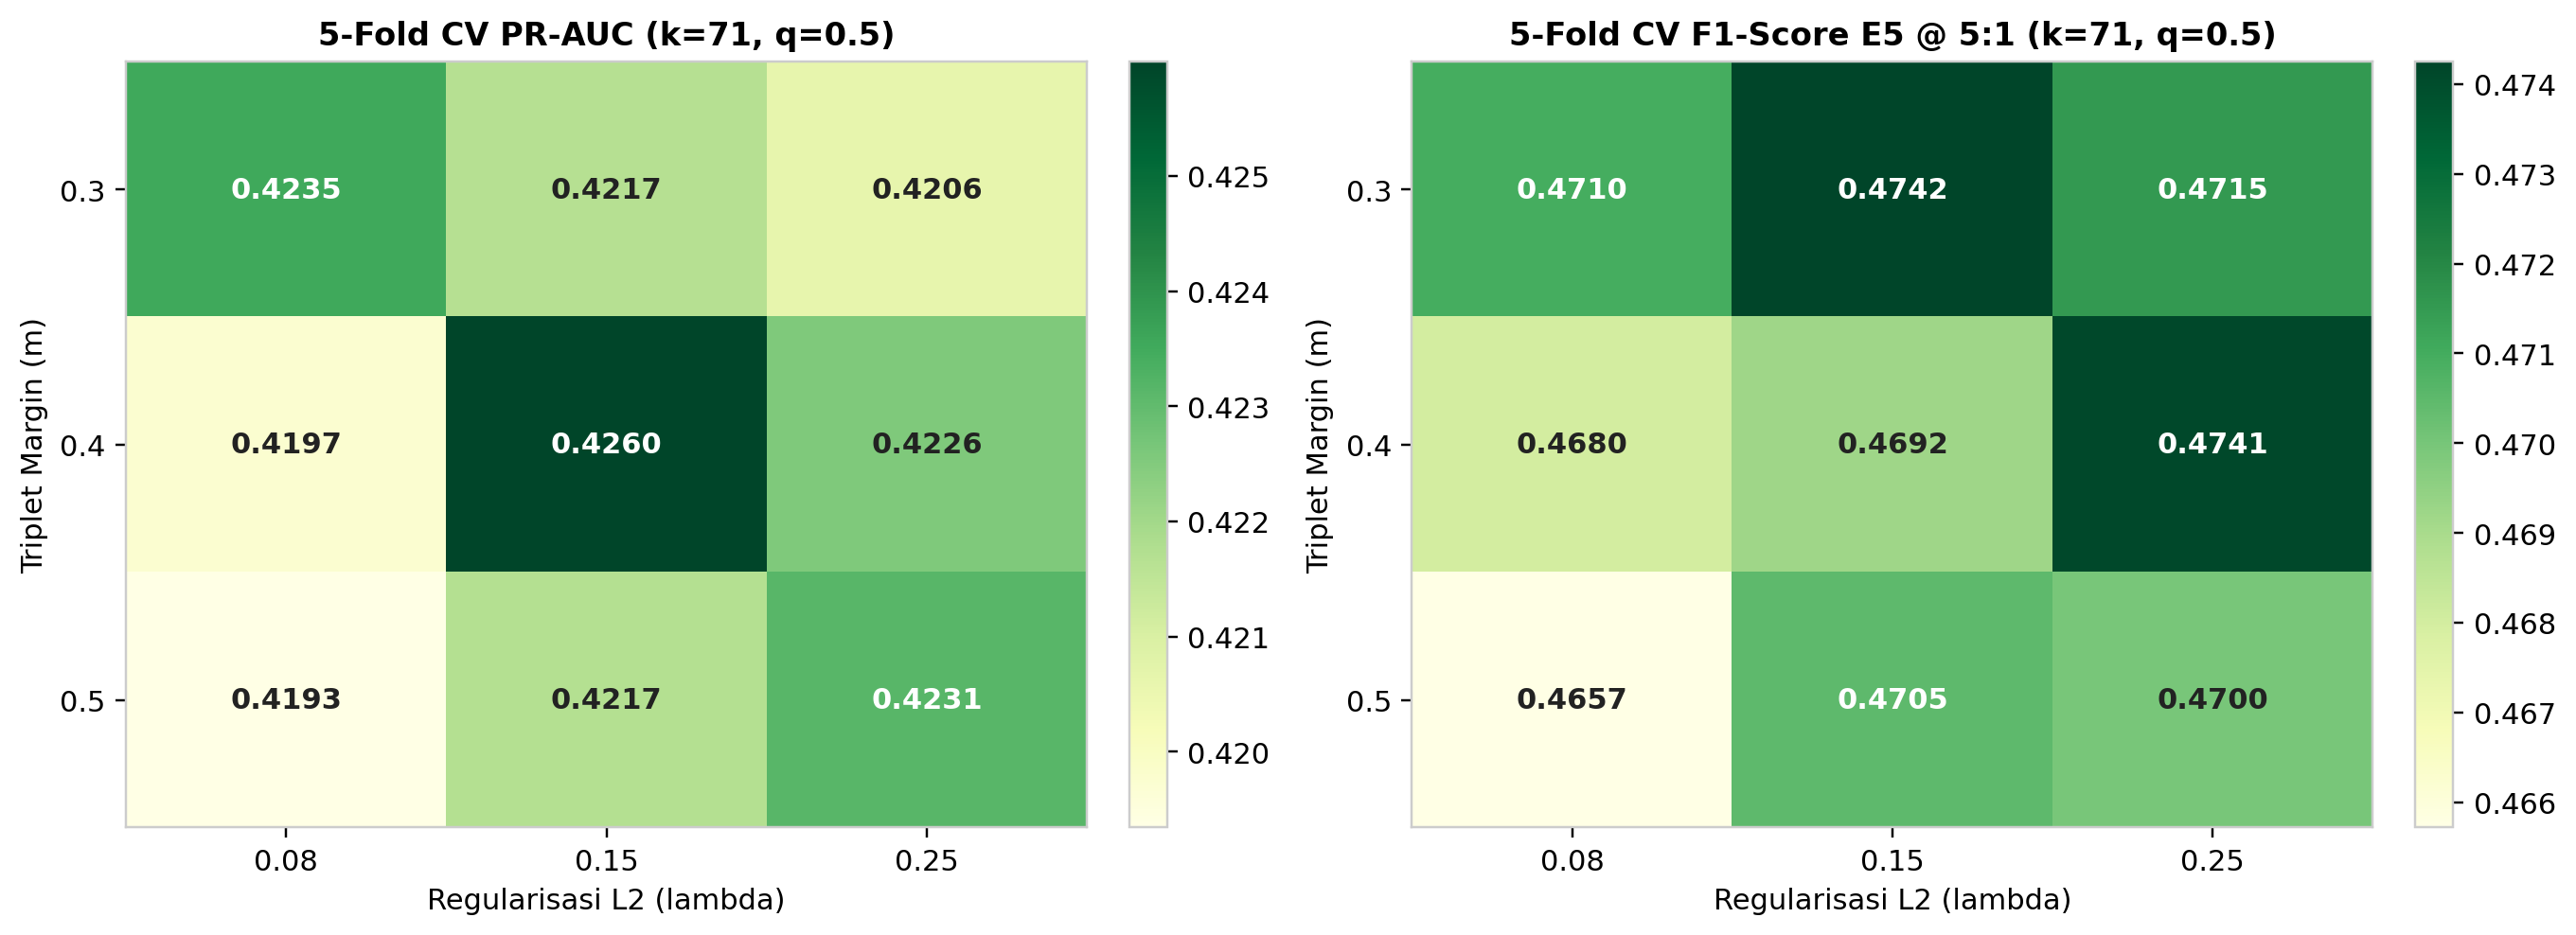 5-Fold CV PR-AUC (k=71, q=0.5)
Triplet Margin (m)
0.3
0.4
0.5
0.4235 0.4217 0.4206
0.4197 0.4260 0.4226
0.4193 0.4217 0.4231
0.08 0.15 0.25
Regularisasi L2 (lambda)
0.425
0.424
0.423
0.422
0.421
0.420
5-Fold CV F1-Score E5 @ 5:1 (k=71, q=0.5)
Triplet Margin (m)
0.3
0.4
0.5
0.4710 0.4742 0.4715
0.4680 0.4692 0.4741
0.4657 0.4705 0.4700
0.08 0.15 0.25
Regularisasi L2 (lambda)
0.474
0.473
0.472
0.471
0.470
0.469
0.468
0.467
0.466